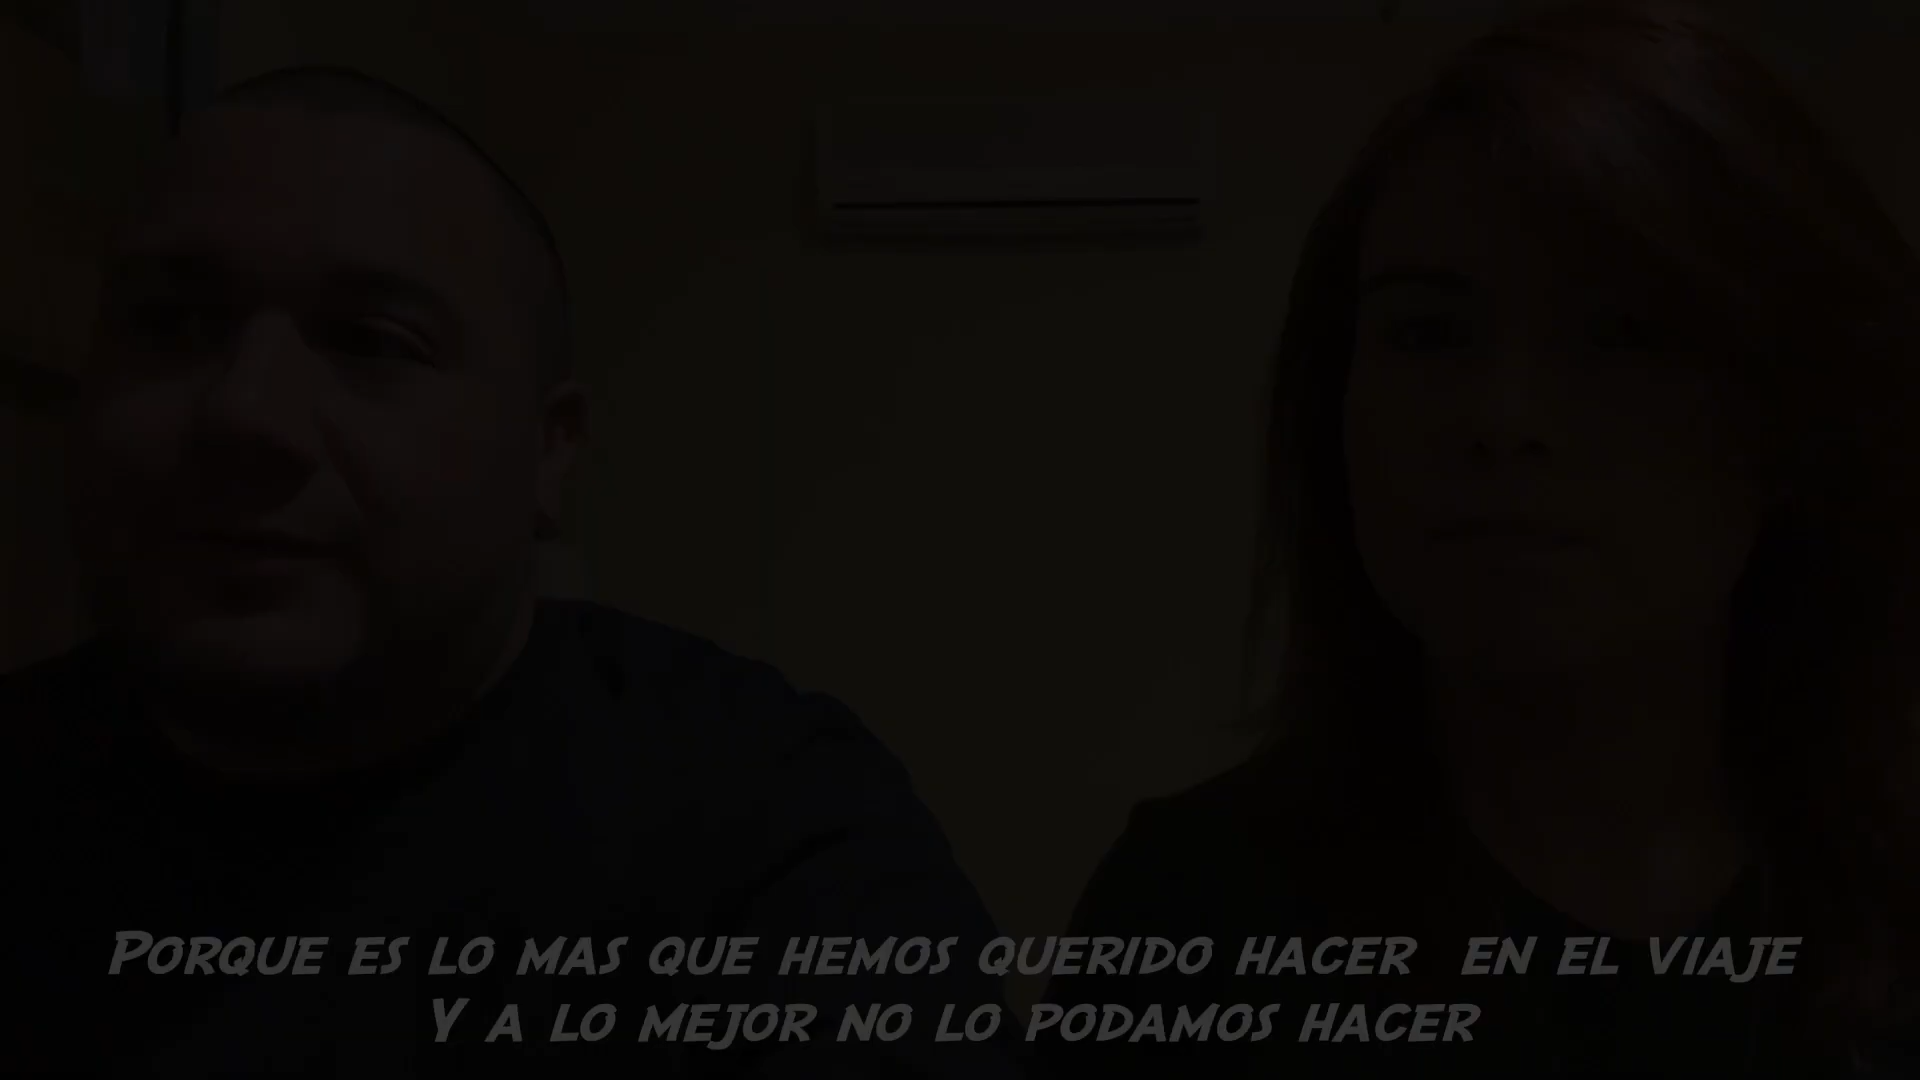 Porque es lo mas que hemos querido hacer en el viaje
Y a lo mejor no lo podamos hacer